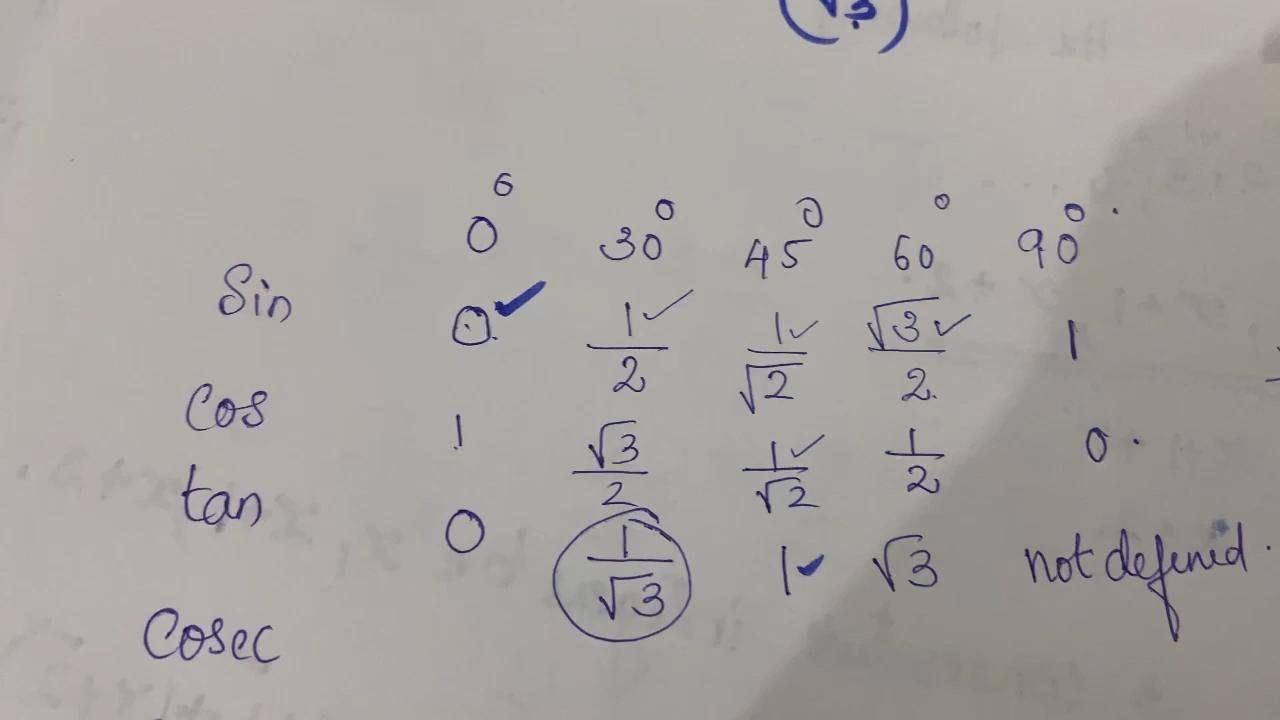 (√3)
0° 30° 45° 60° 90°
Sin 0 ✓ 1/2 ✓ 1/√2 ✓ √3/2 ✓ 1
Cos 1 √3/2 1/√2 ✓ 1/2 0
tan 0 1/√3 1 ✓ √3 not defined.
Cosec